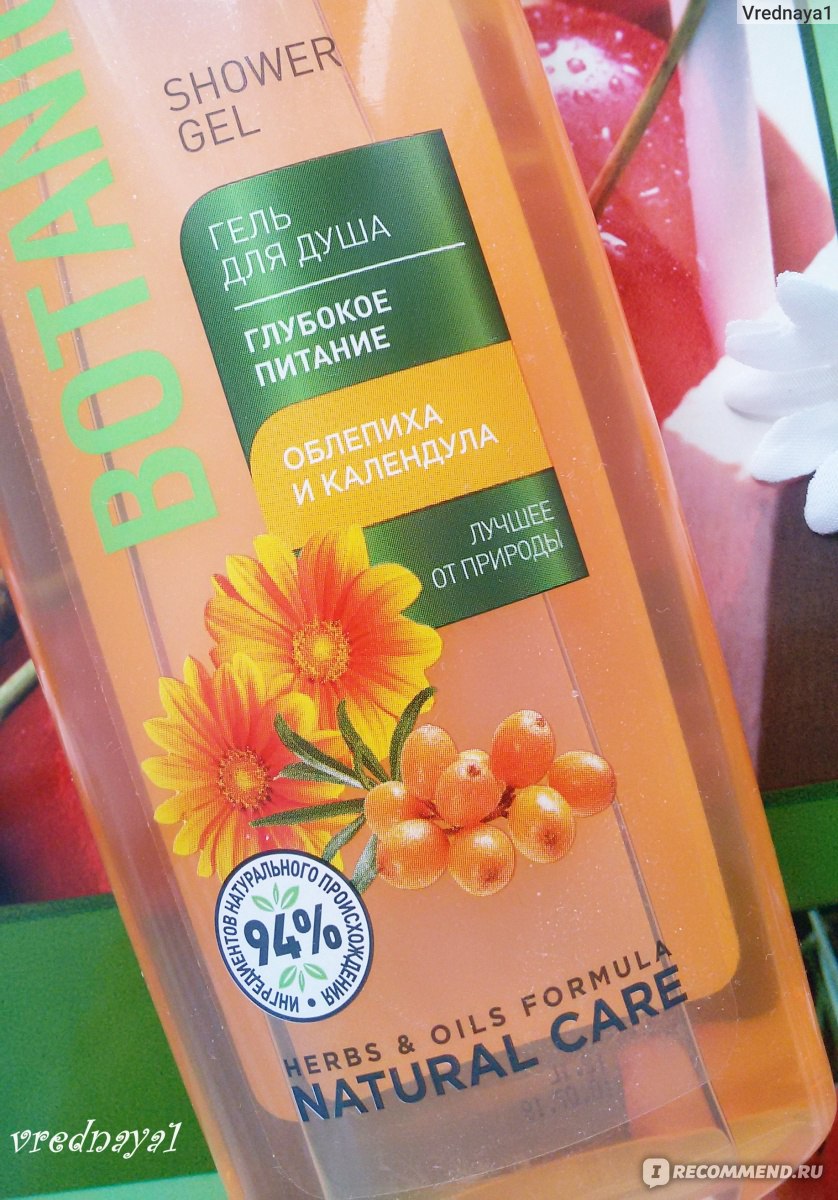 Vrednaya1
BOTANI
SHOWER
GEL
ГЕЛЬ
ДЛЯ ДУША
ГЛУБОКОЕ
ПИТАНИЕ
ОБЛЕПИХА
И КАЛЕНДУЛА
ЛУЧШЕЕ
ОТ ПРИРОДЫ
ИНГРЕДИЕНТОВ НАТУРАЛЬНОГО ПРОИСХОЖДЕНИЯ •
94%
HERBS & OILS FORMULA
NATURAL CARE
vrednaya1
I RECOMMEND.RU